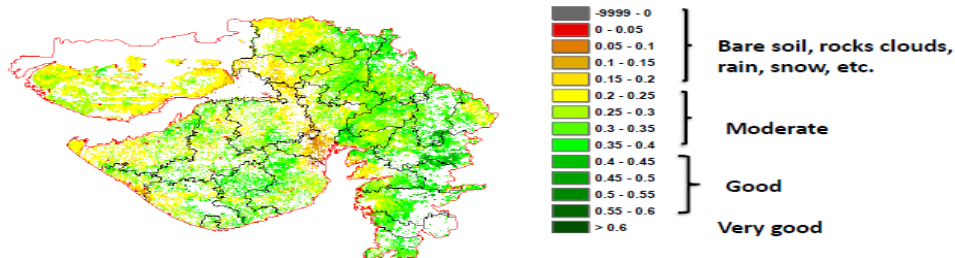 -9999 - 0
0 - 0.05
0.05 - 0.1
0.1 - 0.15
0.15 - 0.2
0.2 - 0.25
0.25 - 0.3
0.3 - 0.35
0.35 - 0.4
0.4 - 0.45
0.45 - 0.5
0.5 - 0.55
0.55 - 0.6
> 0.6
Bare soil, rocks clouds,
rain, snow, etc.
Moderate
Good
Very good